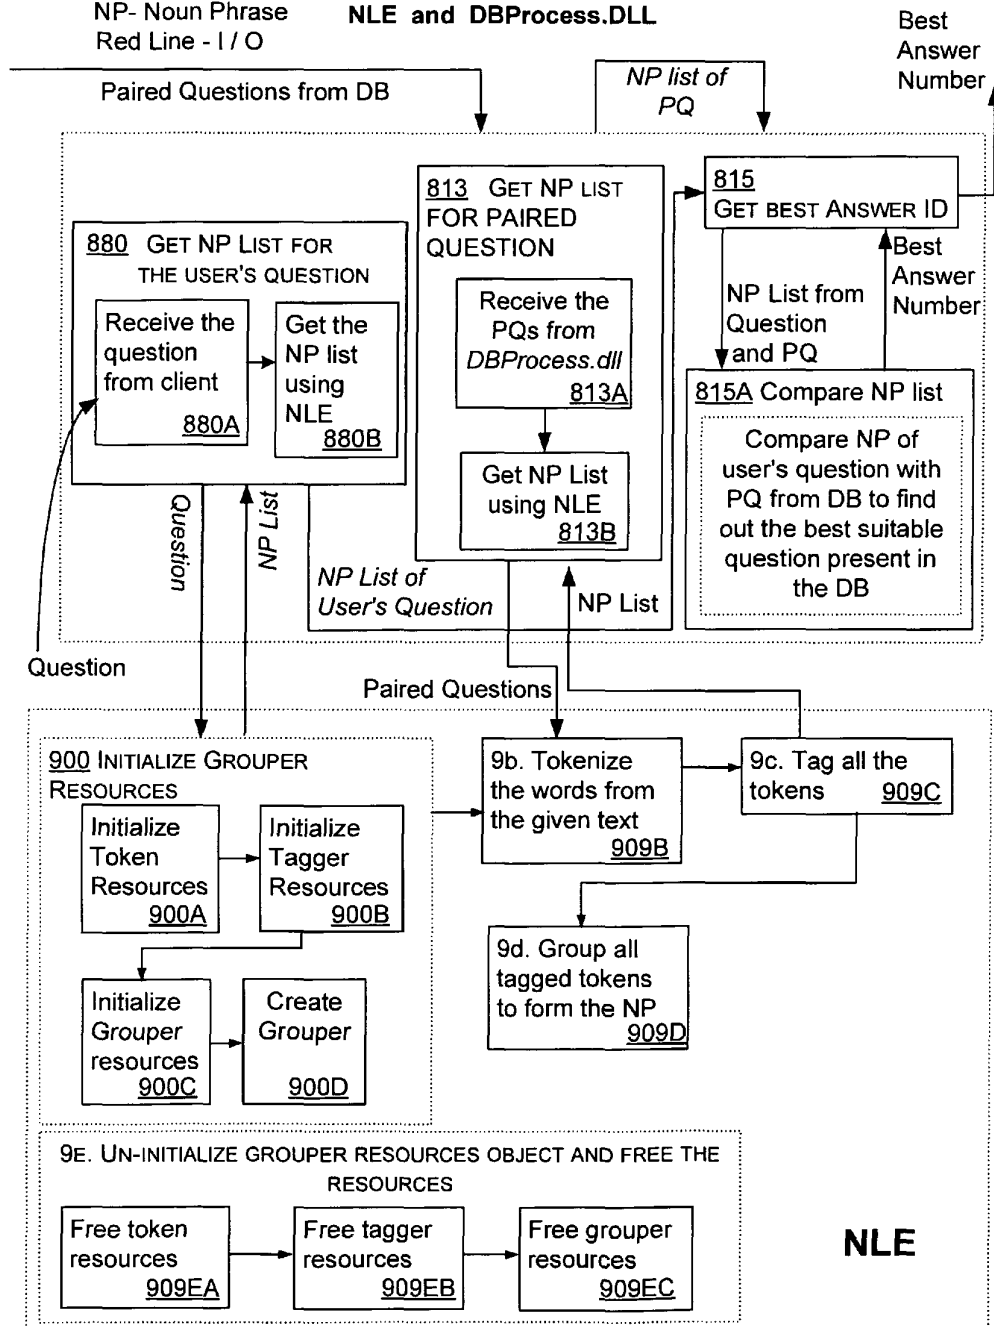 NP- Noun Phrase
Red Line - I / O
NLE and DBProcess.DLL
Best
Answer
Number
Paired Questions from DB
NP list of
PQ
880 GET NP LIST FOR
THE USER'S QUESTION
Receive the
question
from client
880A
Get the
NP list
using
NLE
880B
813 GET NP LIST
FOR PAIRED
QUESTION
Receive the
PQs from
DBProcess.dll
813A
Get NP List
using NLE
813B
815
GET BEST ANSWER ID
NP List from
Question
and PQ
Best
Answer
Number
815A Compare NP list
Compare NP of
user's question with
PQ from DB to find
out the best suitable
question present in
the DB
Question
NP List
NP List of
User's Question
NP List
Question
Paired Questions
900 INITIALIZE GROUPER
RESOURCES
Initialize
Token
Resources
900A
Initialize
Tagger
Resources
900B
Initialize
Grouper
resources
900C
Create
Grouper
900D
9b. Tokenize
the words from
the given text
909B
9c. Tag all the
tokens 909C
9d. Group all
tagged tokens
to form the NP
909D
9E. UN-INITIALIZE GROUPER RESOURCES OBJECT AND FREE THE
RESOURCES
Free token
resources
909EA
Free tagger
resources
909EB
Free grouper
resources
909EC
NLE